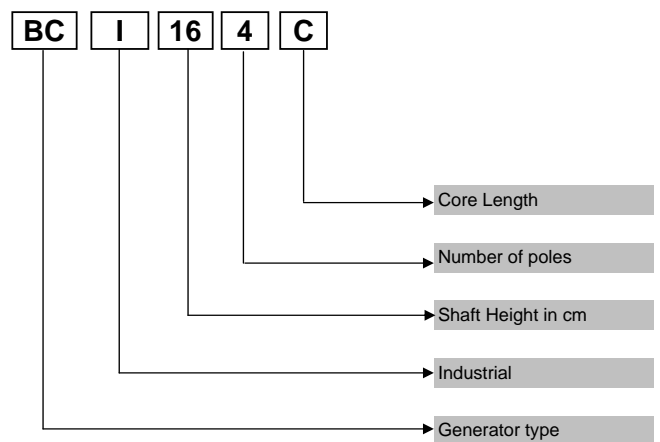 BC I 16 4 C
Core Length
Number of poles
Shaft Height in cm
Industrial
Generator type